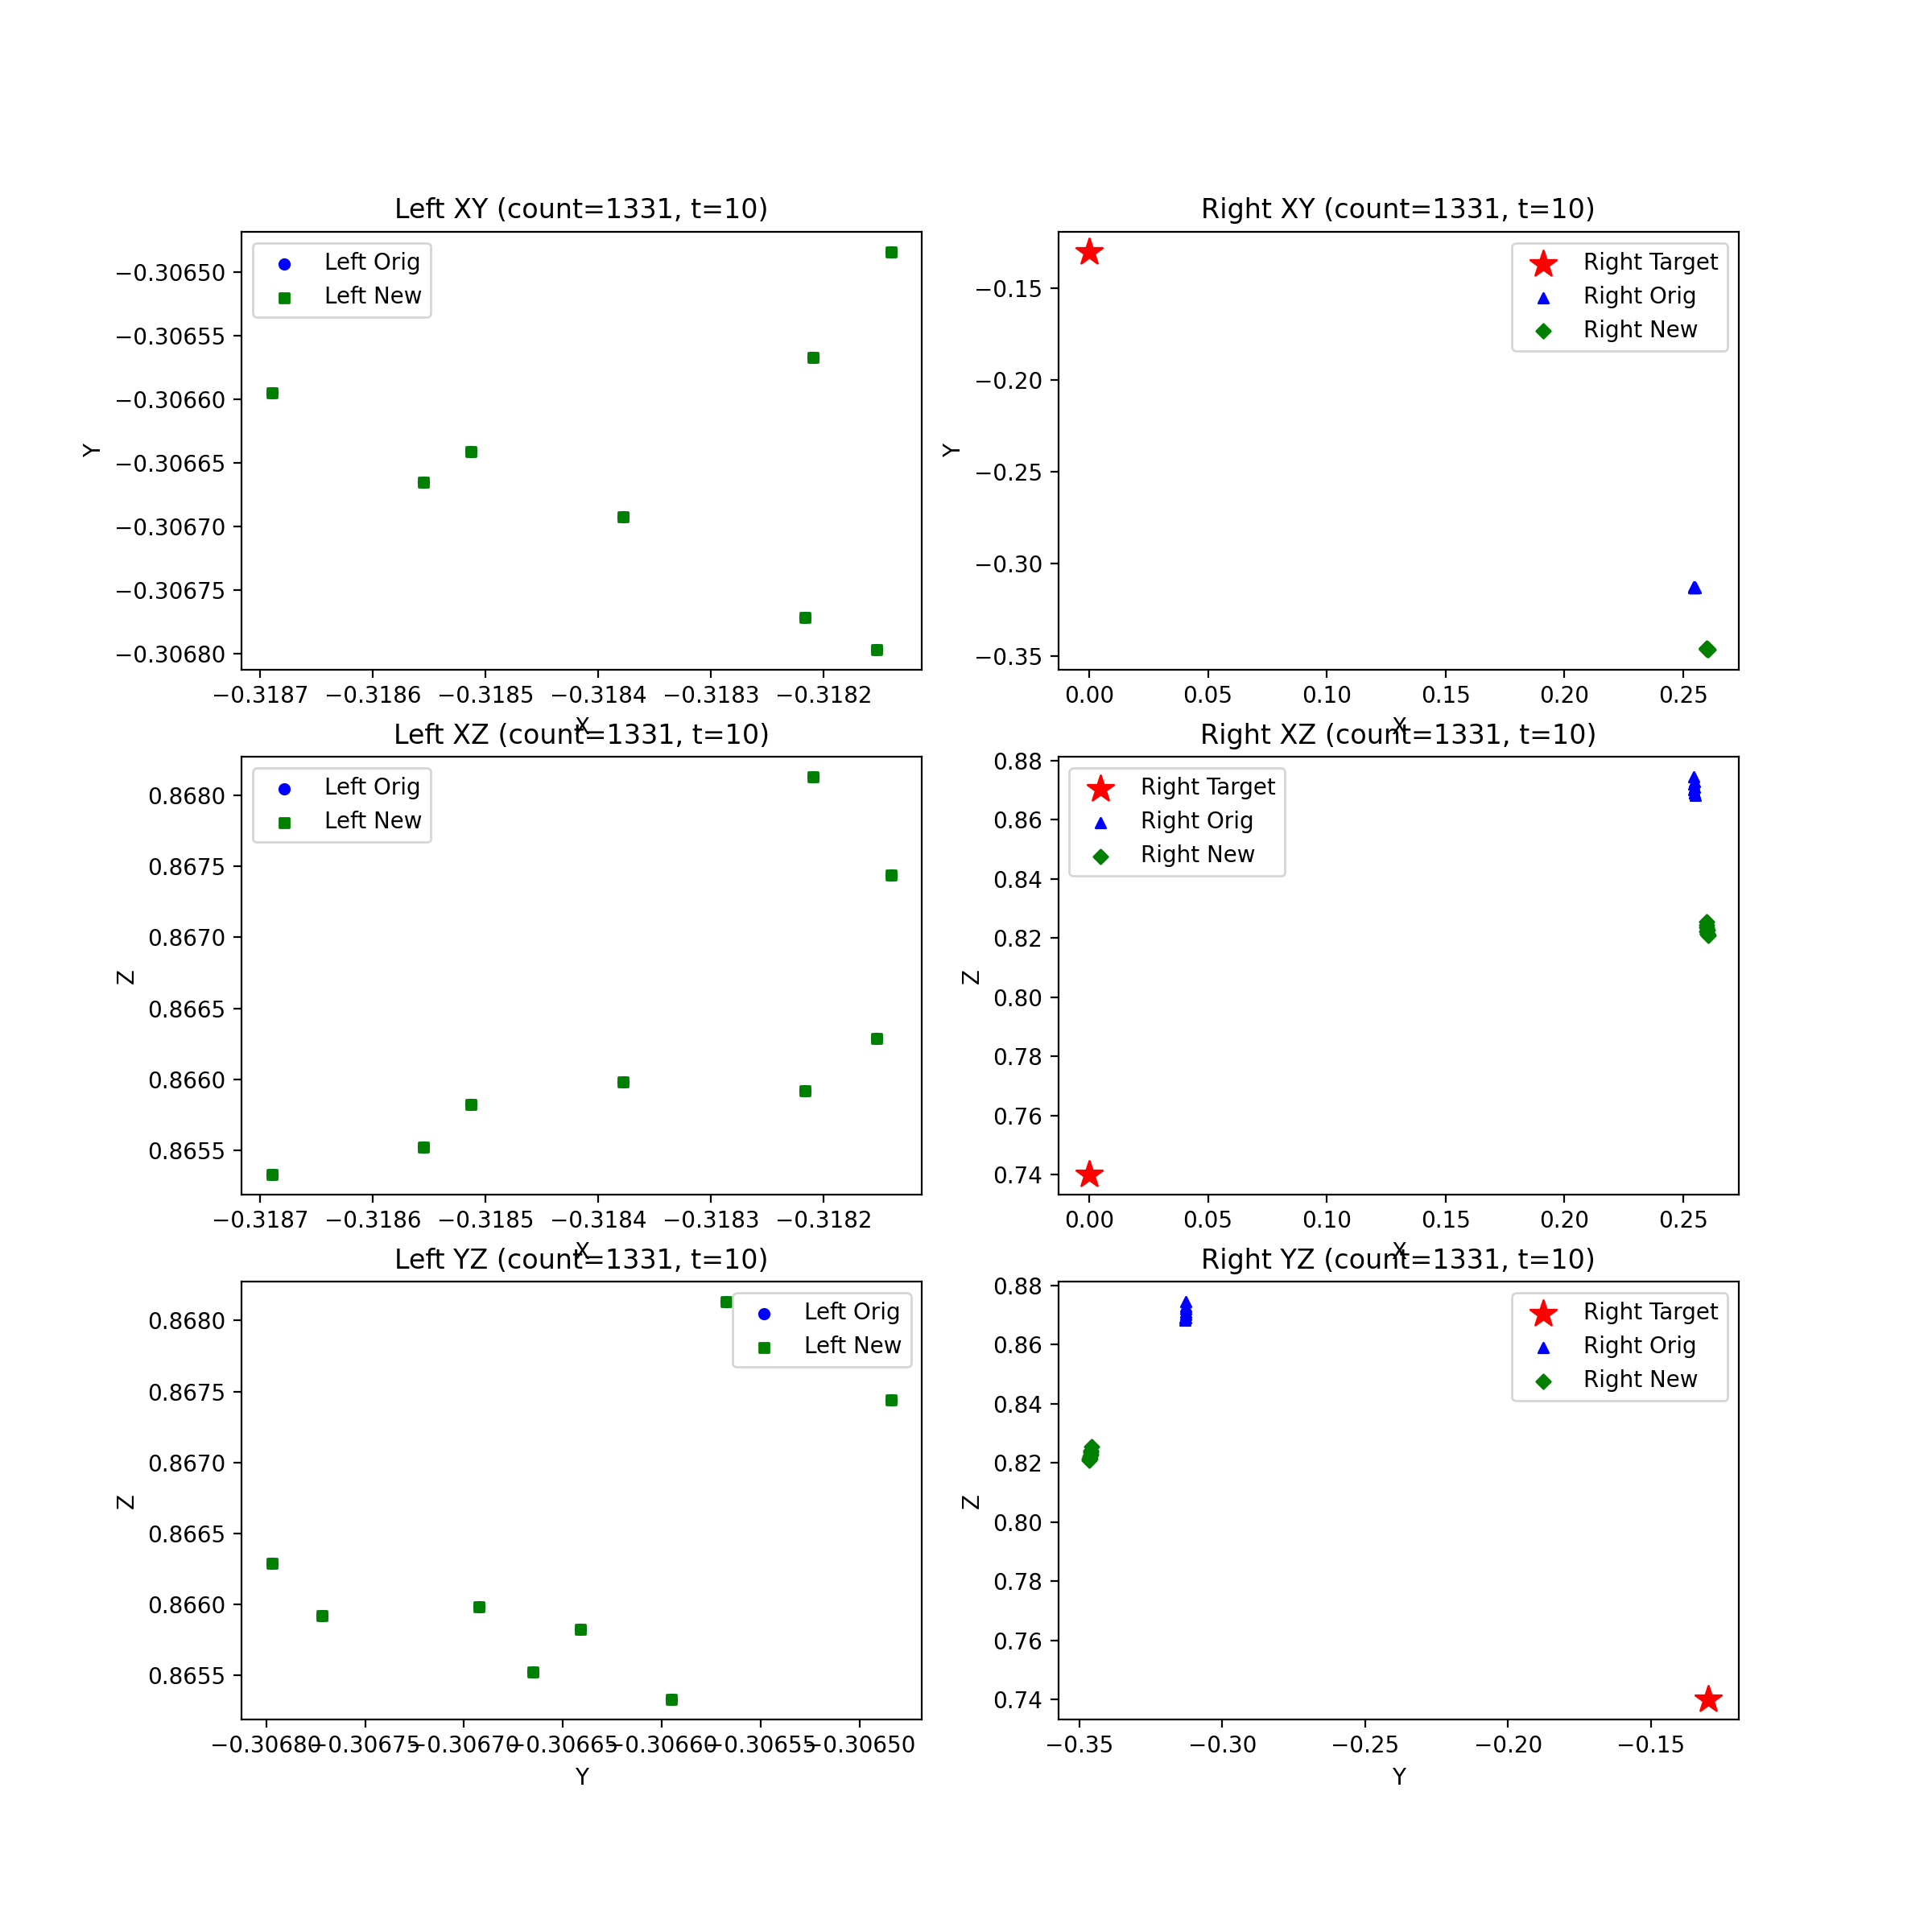 Left XY (count=1331, t=10)
Left Orig
Left New
Y
−0.30650
−0.30655
−0.30660
−0.30665
−0.30670
−0.30675
−0.30680
−0.3187 −0.3186 −0.3185 −0.3184 −0.3183 −0.3182
X
Right XY (count=1331, t=10)
Right Target
Right Orig
Right New
Y
−0.15
−0.20
−0.25
−0.30
−0.35
0.00 0.05 0.10 0.15 0.20 0.25
X
Left XZ (count=1331, t=10)
Left Orig
Left New
Z
0.8680
0.8675
0.8670
0.8665
0.8660
0.8655
−0.3187 −0.3186 −0.3185 −0.3184 −0.3183 −0.3182
X
Right XZ (count=1331, t=10)
Right Target
Right Orig
Right New
Z
0.88
0.86
0.84
0.82
0.80
0.78
0.76
0.74
0.00 0.05 0.10 0.15 0.20 0.25
X
Left YZ (count=1331, t=10)
Left Orig
Left New
Z
0.8680
0.8675
0.8670
0.8665
0.8660
0.8655
−0.30680 −0.30675 −0.30670 −0.30665 −0.30660 −0.30655 −0.30650
Y
Right YZ (count=1331, t=10)
Right Target
Right Orig
Right New
Z
0.88
0.86
0.84
0.82
0.80
0.78
0.76
0.74
−0.35 −0.30 −0.25 −0.20 −0.15
Y